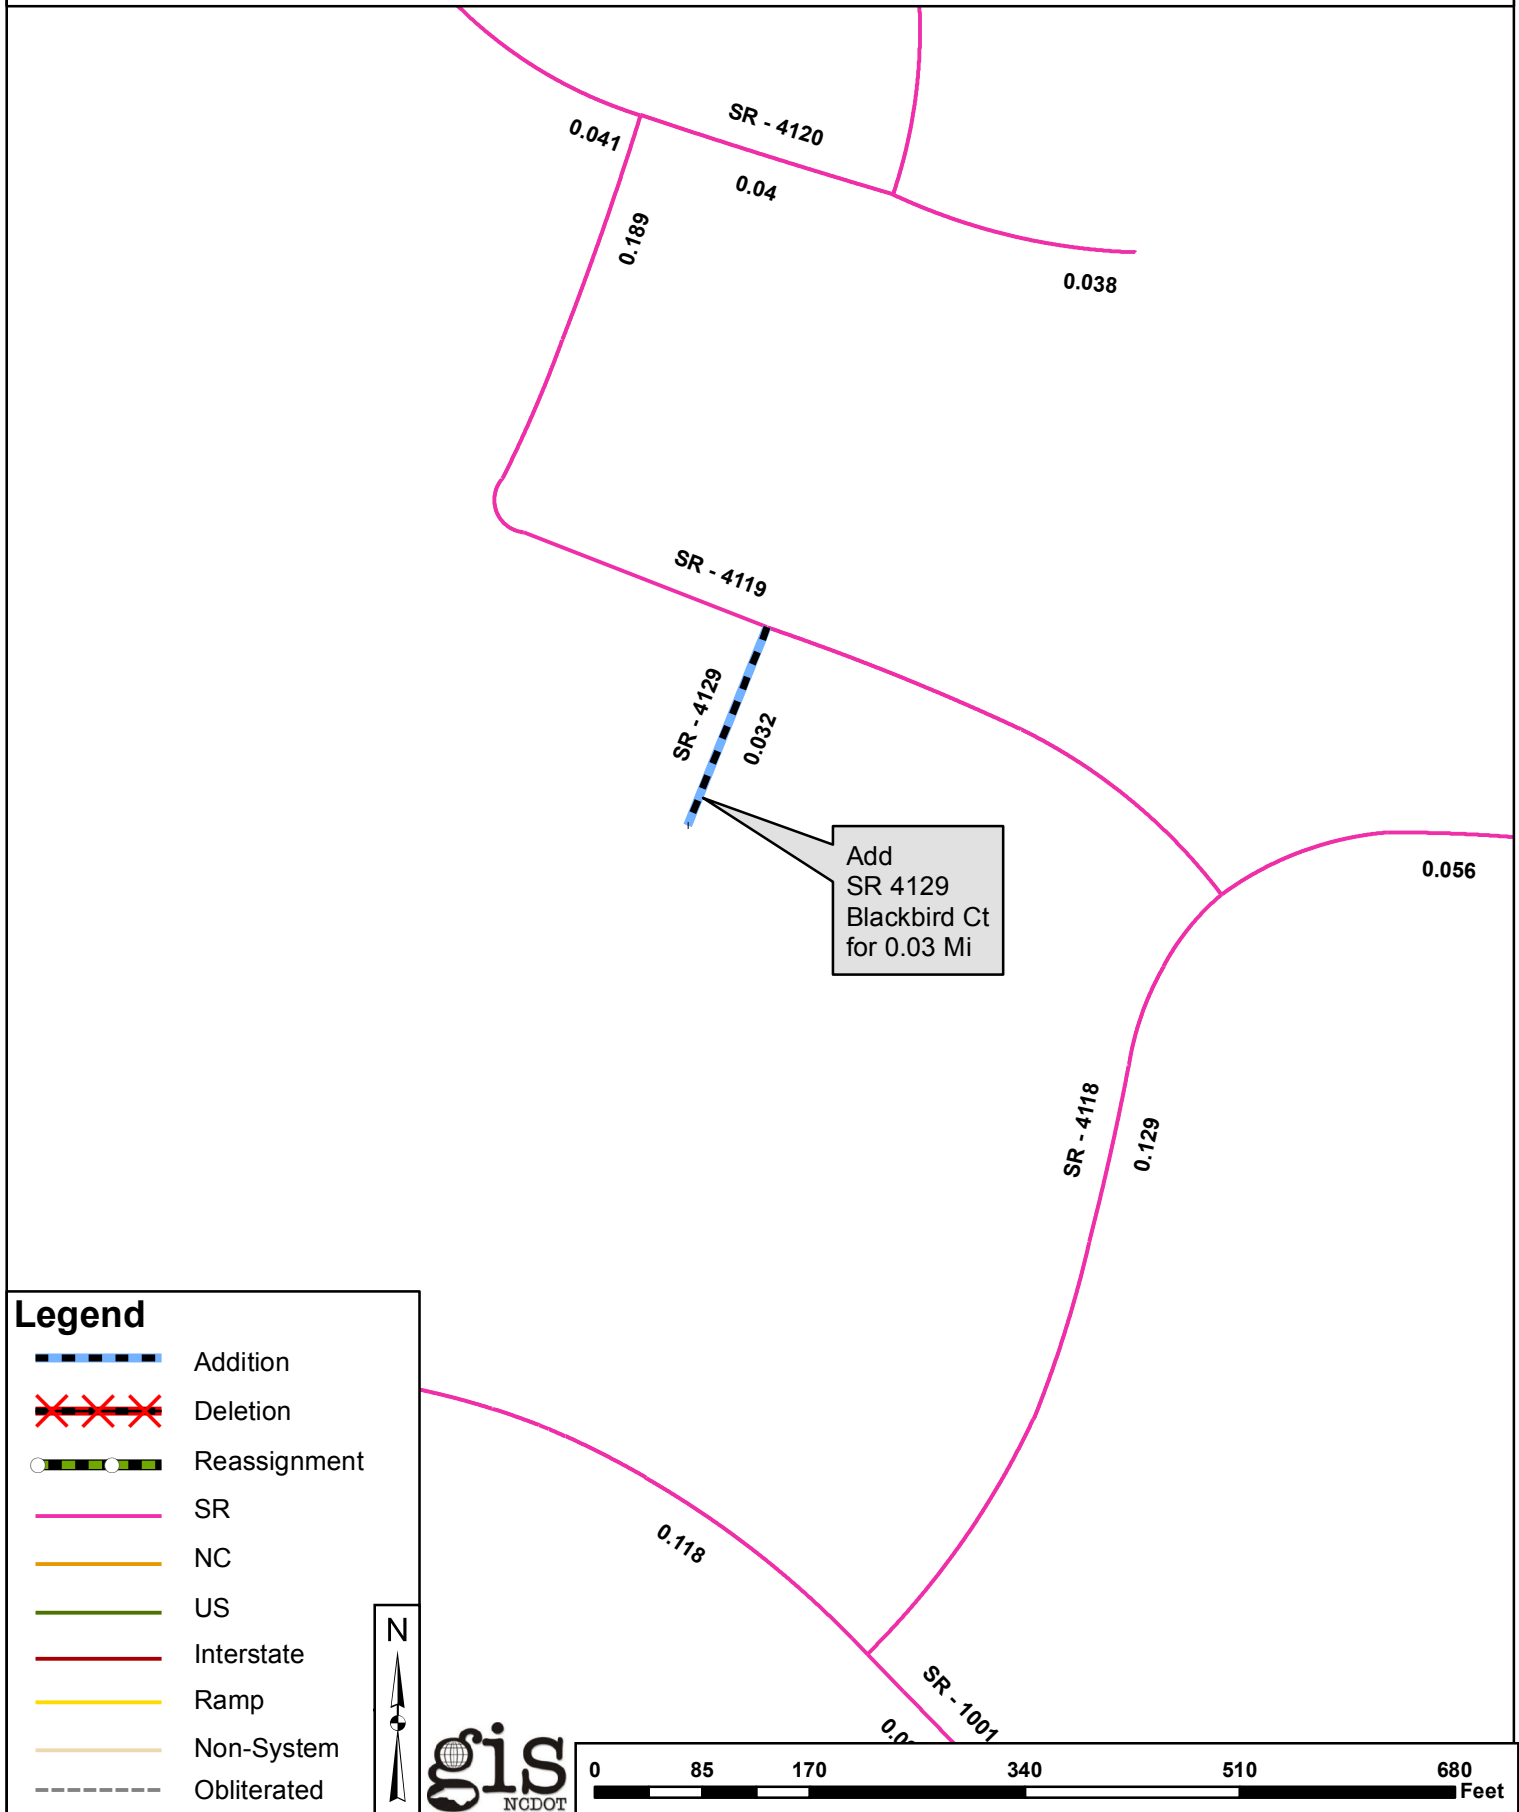 SR - 4120
0.041
0.04
0.189
0.038
SR - 4119
SR - 4129
0.032
Add
SR 4129
Blackbird Ct
for 0.03 Mi
0.056
SR - 4118
0.129
Legend
Addition
Deletion
Reassignment
SR
NC
US
Interstate
Ramp
Non-System
Obliterated
N
0.118
SR - 1001
gis
NCDOT
0 85 170 340 510 680
Feet